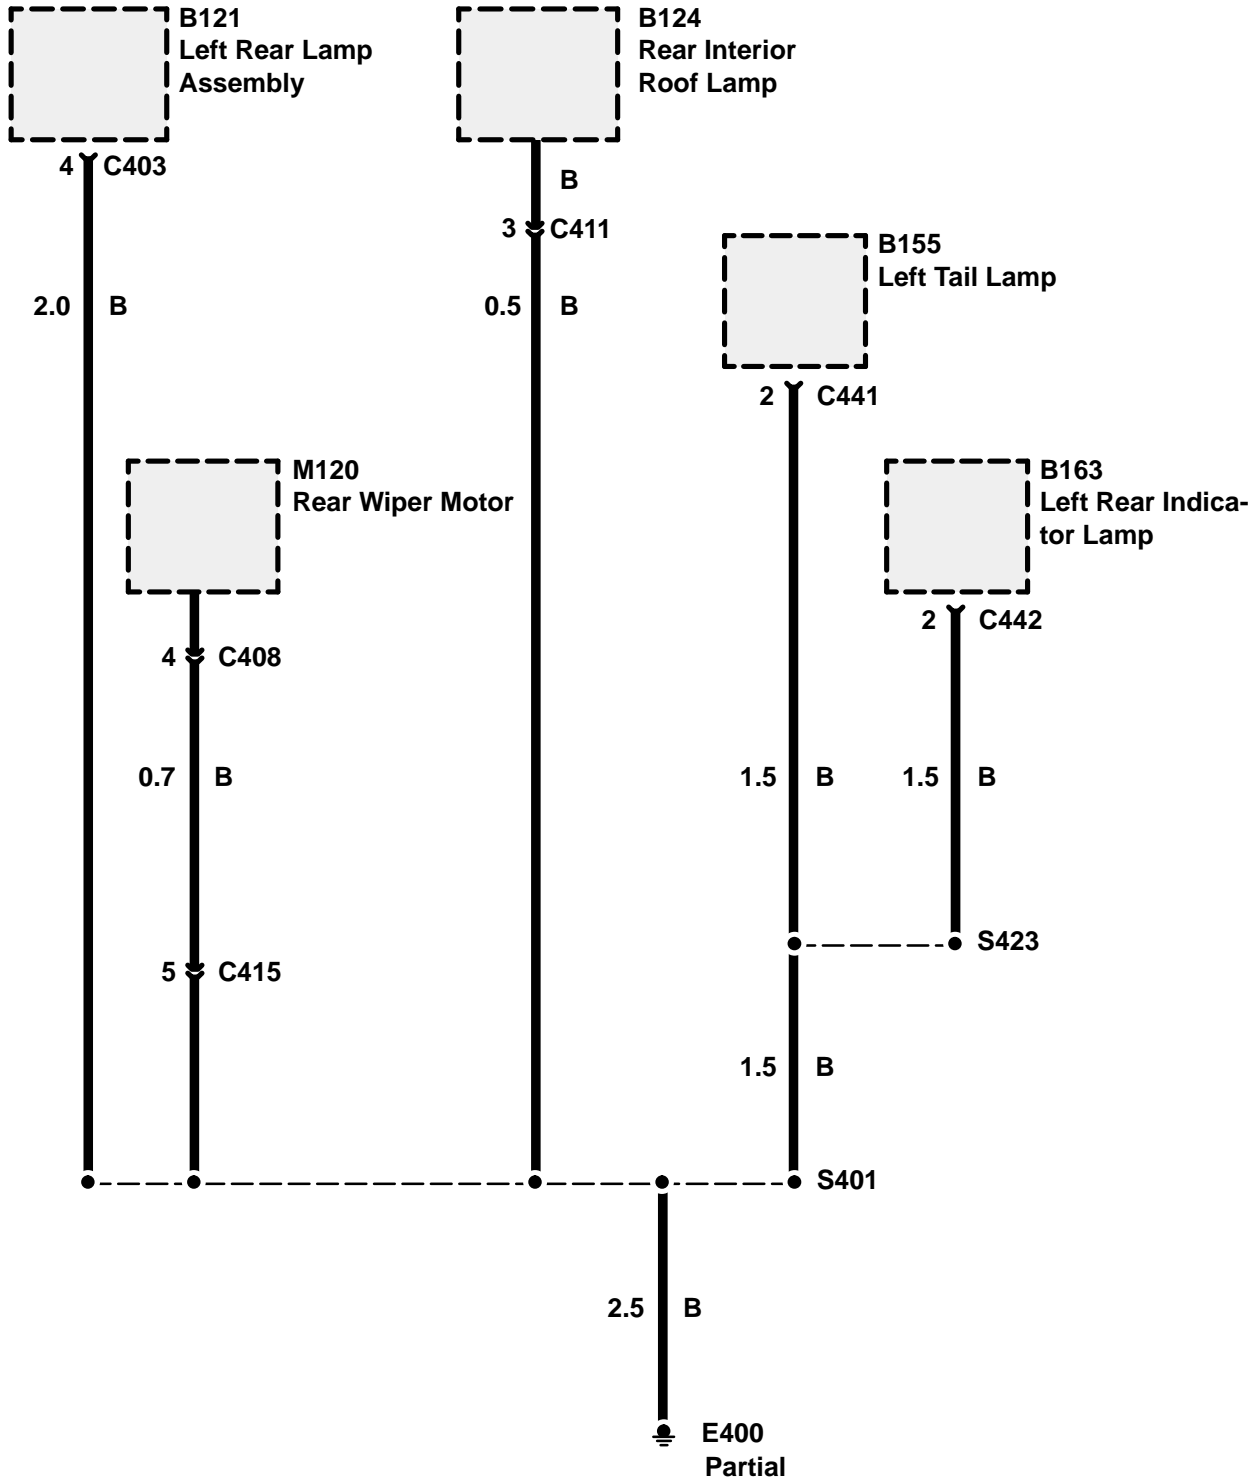 B121
Left Rear Lamp
Assembly
B124
Rear Interior
Roof Lamp
4 C403
B
3 C411
B155
Left Tail Lamp
2.0 B
0.5 B
2 C441
M120
Rear Wiper Motor
B163
Left Rear Indica-
tor Lamp
2 C442
4 C408
0.7 B
1.5 B
1.5 B
S423
5 C415
1.5 B
S401
2.5 B
E400
Partial